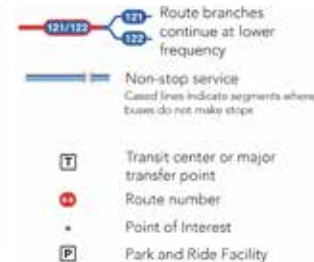 121/122
121
122
Route branches
continue at lower
frequency
Non-stop service
Cased lines indicate segments where
buses do not make stops
T
Transit center or major
transfer point
Route number
Point of Interest
P
Park and Ride Facility